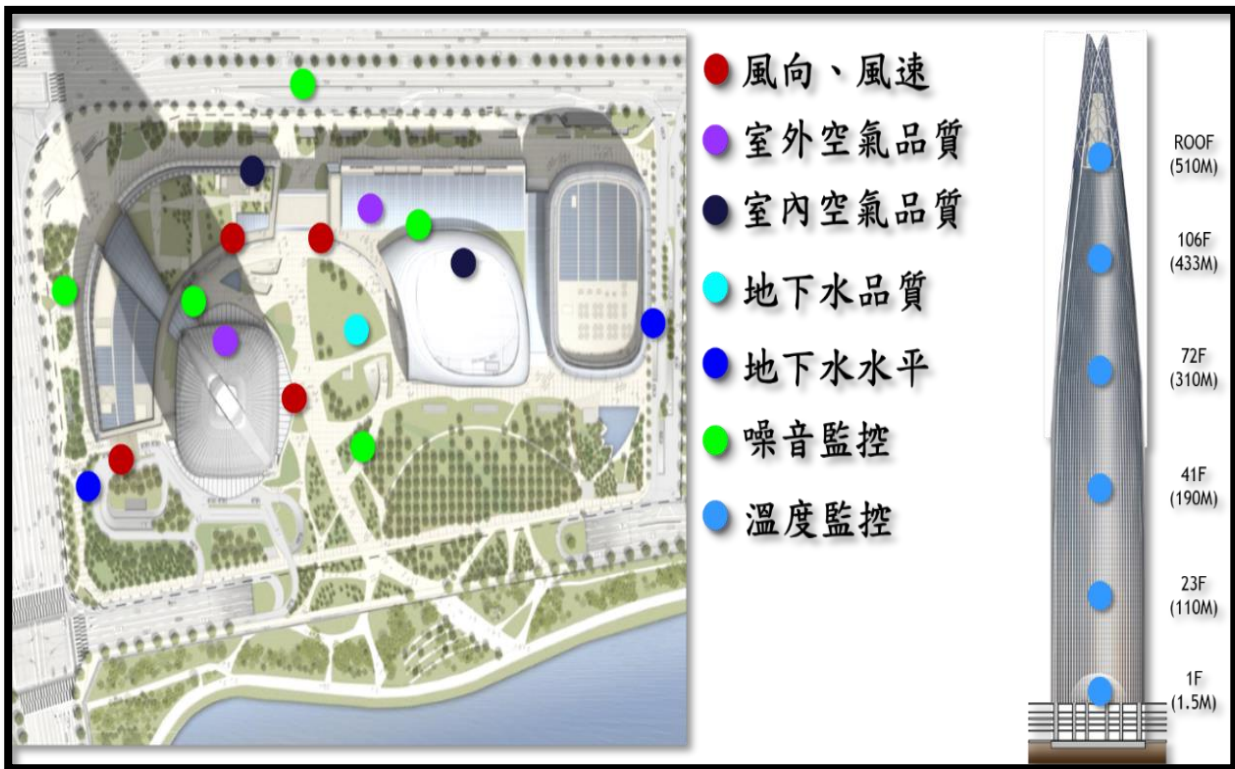 風向、風速
室外空氣品質
室內空氣品質
地下水品質
地下水水平
噪音監控
溫度監控
ROOF
(510M)
106F
(433M)
72F
(310M)
41F
(190M)
23F
(110M)
1F
(1.5M)